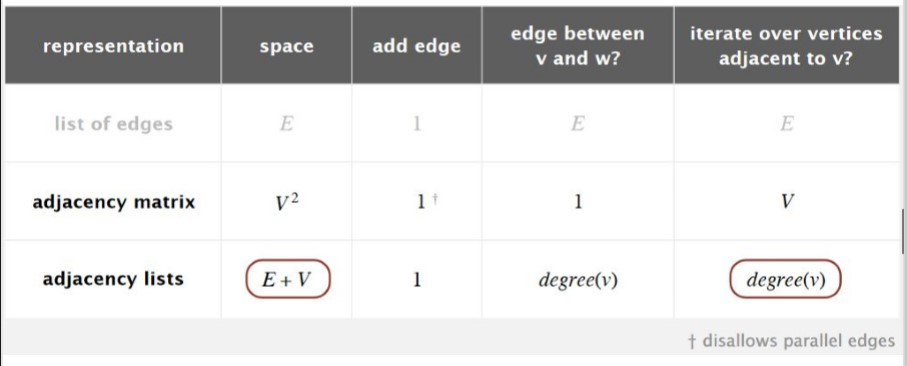 representation space add edge edge between v and w? iterate over vertices adjacent to v?
list of edges E 1 E E
adjacency matrix V² 1 † 1 V
adjacency lists E + V 1 degree(v) degree(v)
† disallows parallel edges